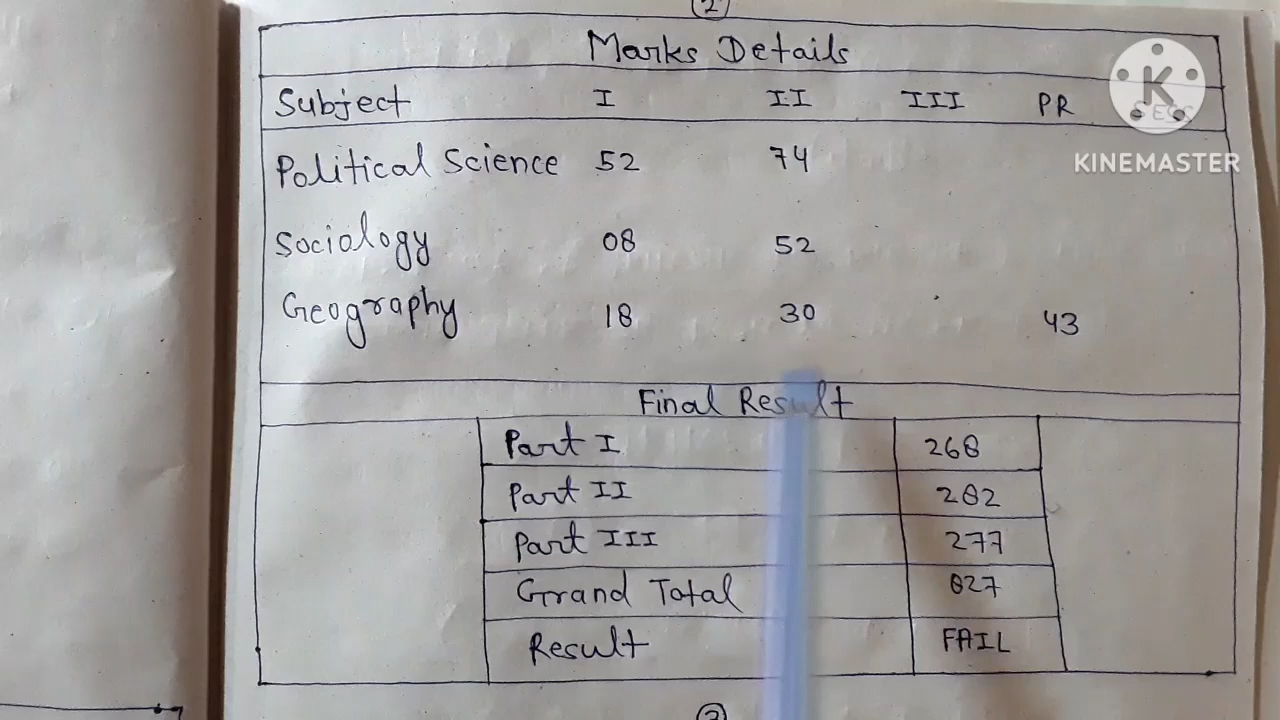 2
Marks Details
Subject I II III PR
Political Science 52 74
Sociology 08 52
Geography 18 30 43
Final Result
Part I 268
Part II 282
Part III 277
Grand Total 827
Result FAIL
K
KINEMASTER